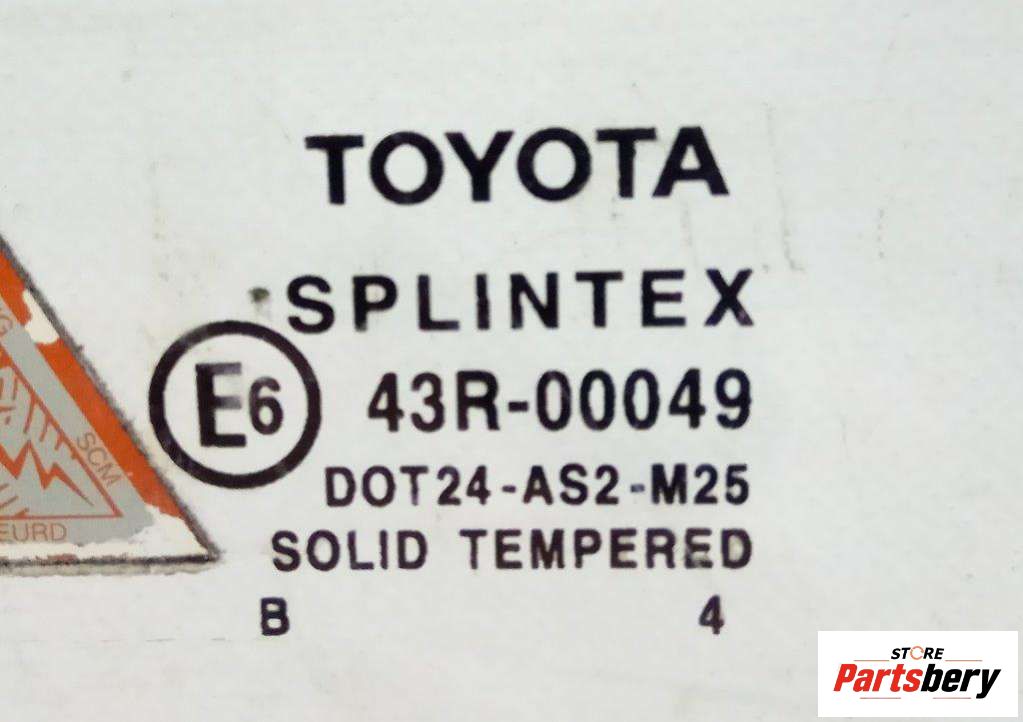 TOYOTA
SPLINTEX
E6 43R-00049
DOT24-AS2-M25
SOLID TEMPERED
B 4
SCM
EURD
STORE
Partsbery